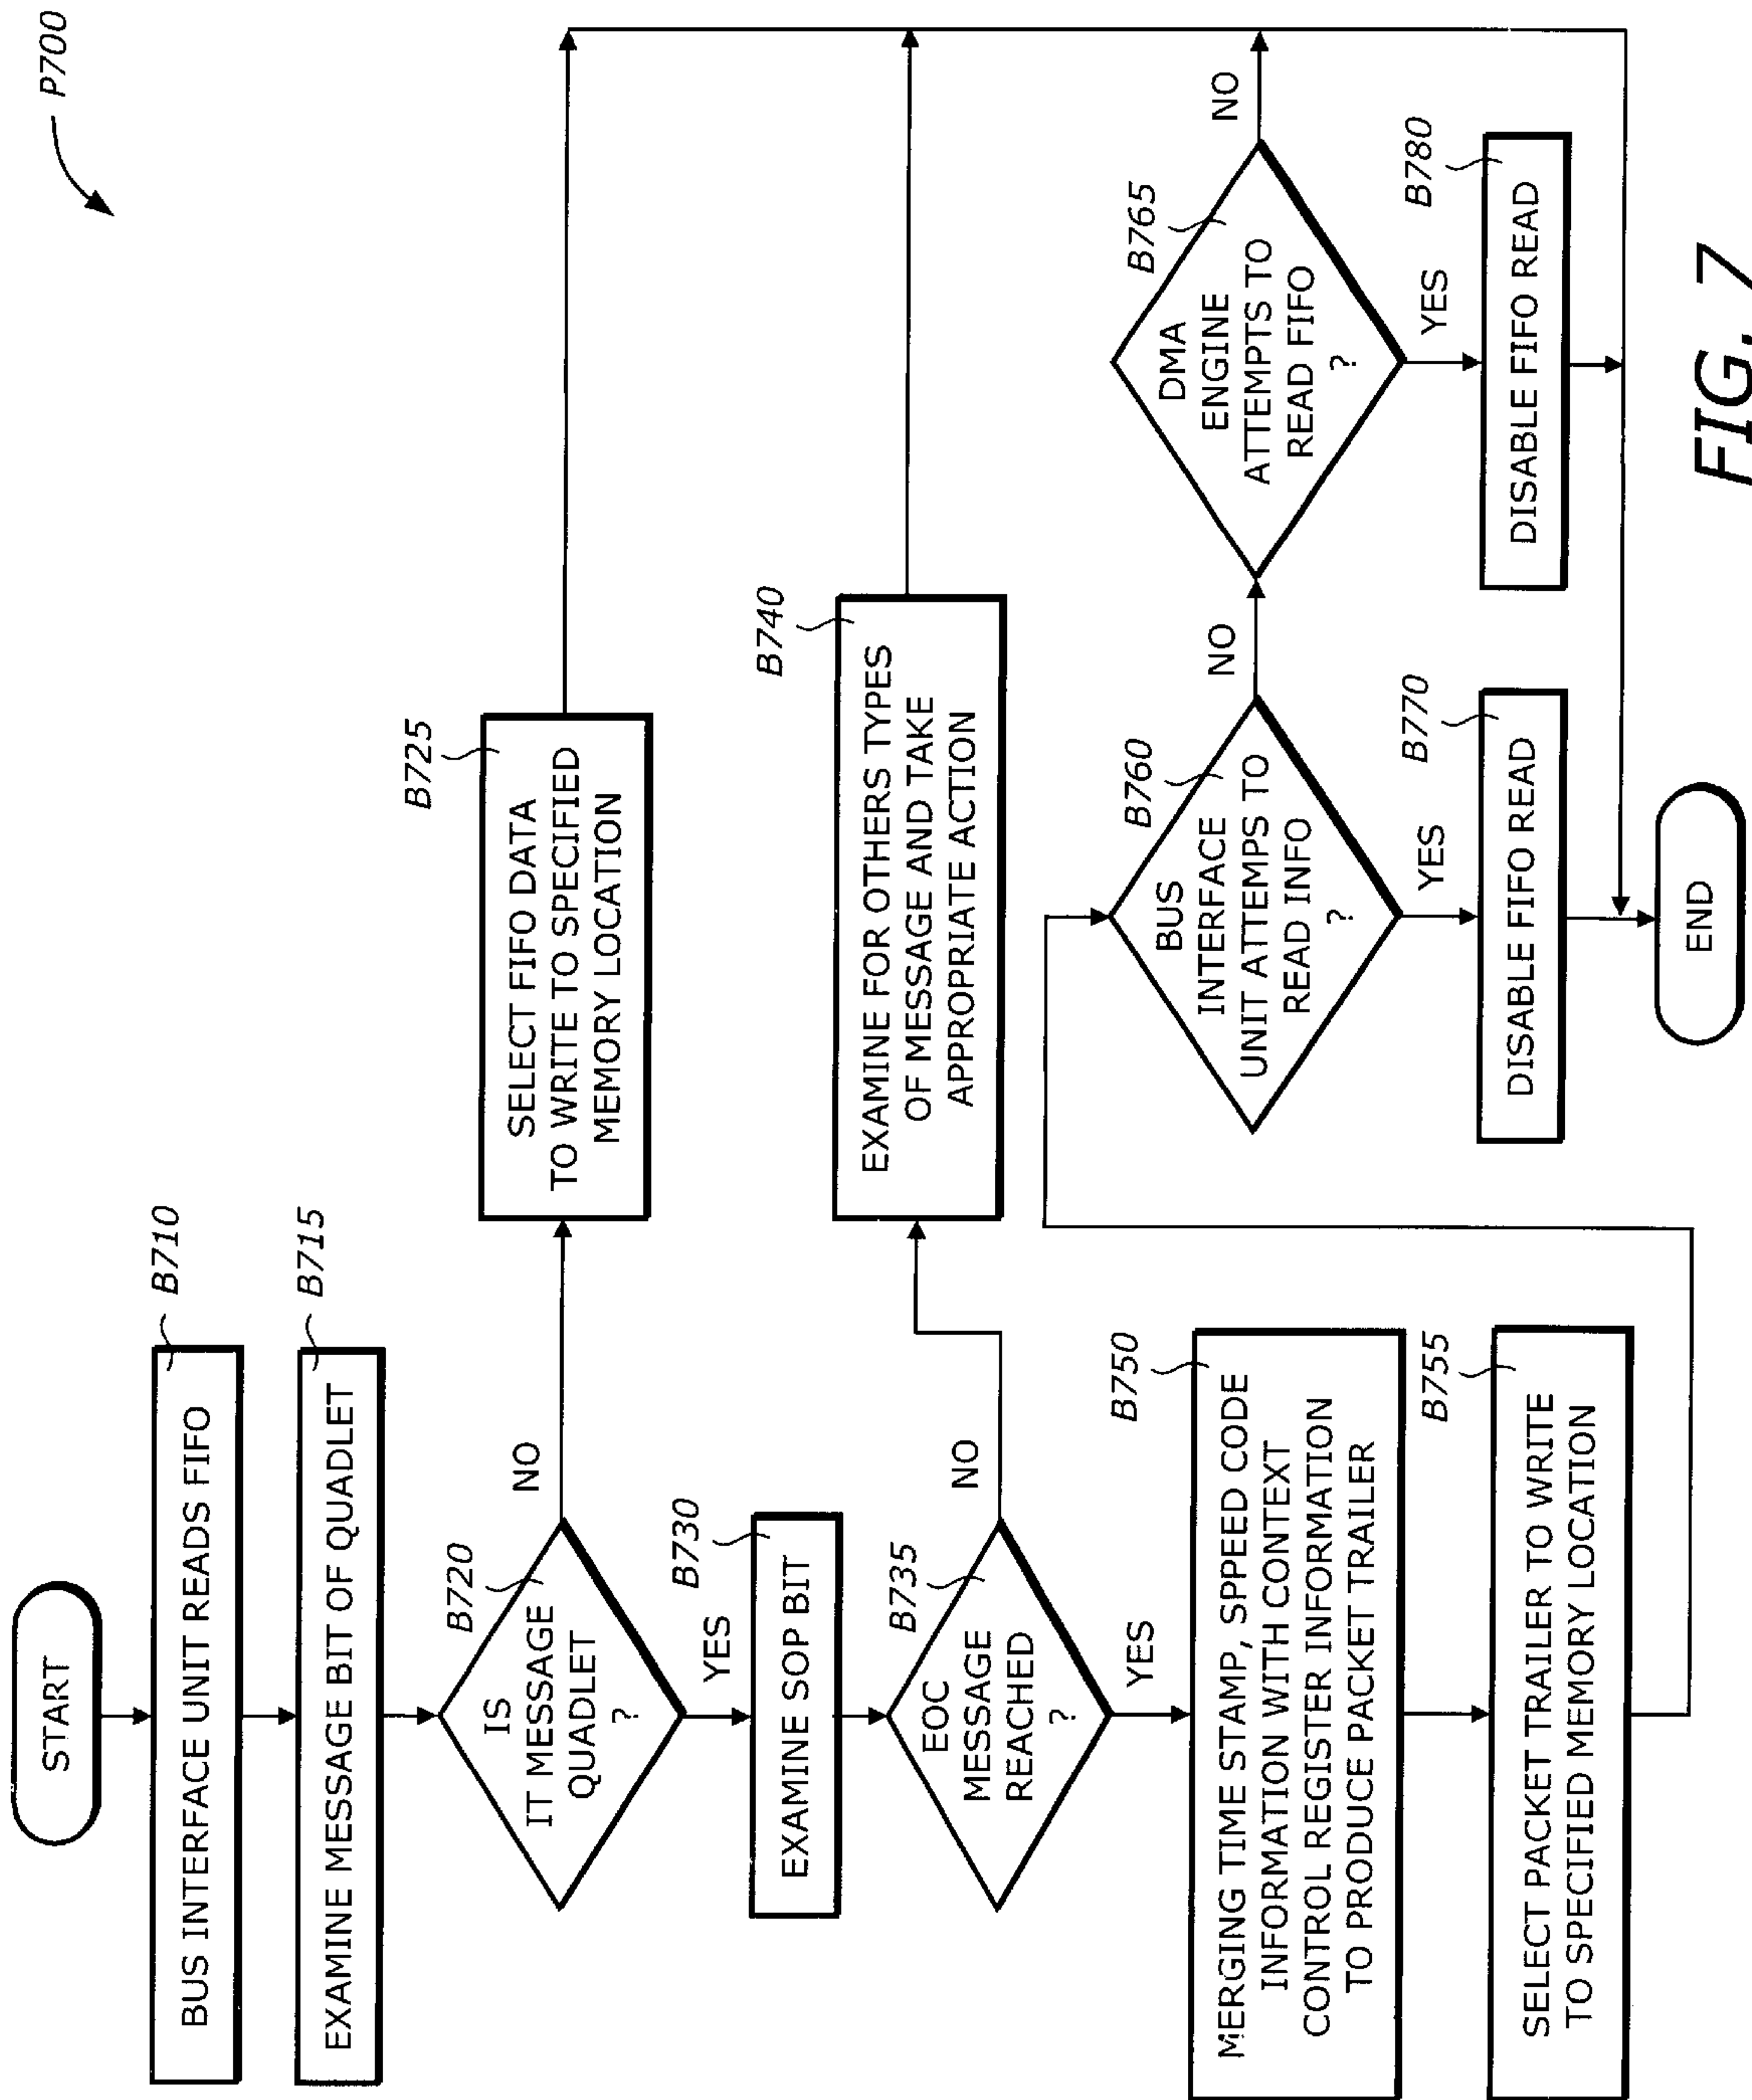 P700
START
B710
BUS INTERFACE UNIT READS FIFO
B715
EXAMINE MESSAGE BIT OF QUADLET
B720
IS
IT MESSAGE
QUADLET
?
NO
YES
B725
SELECT FIFO DATA
TO WRITE TO SPECIFIED
MEMORY LOCATION
B730
EXAMINE SOP BIT
B735
EOC
MESSAGE
REACHED
?
NO
YES
B740
EXAMINE FOR OTHERS TYPES
OF MESSAGE AND TAKE
APPROPRIATE ACTION
B750
MERGING TIME STAMP, SPEED CODE
INFORMATION WITH CONTEXT
CONTROL REGISTER INFORMATION
TO PRODUCE PACKET TRAILER
B755
SELECT PACKET TRAILER TO WRITE
TO SPECIFIED MEMORY LOCATION
B760
BUS
INTERFACE
UNIT ATTEMPS TO
READ INFO
?
NO
YES
B765
DMA
ENGINE
ATTEMPTS TO
READ FIFO
?
NO
YES
B770
DISABLE FIFO READ
B780
DISABLE FIFO READ
END
FIG. 7